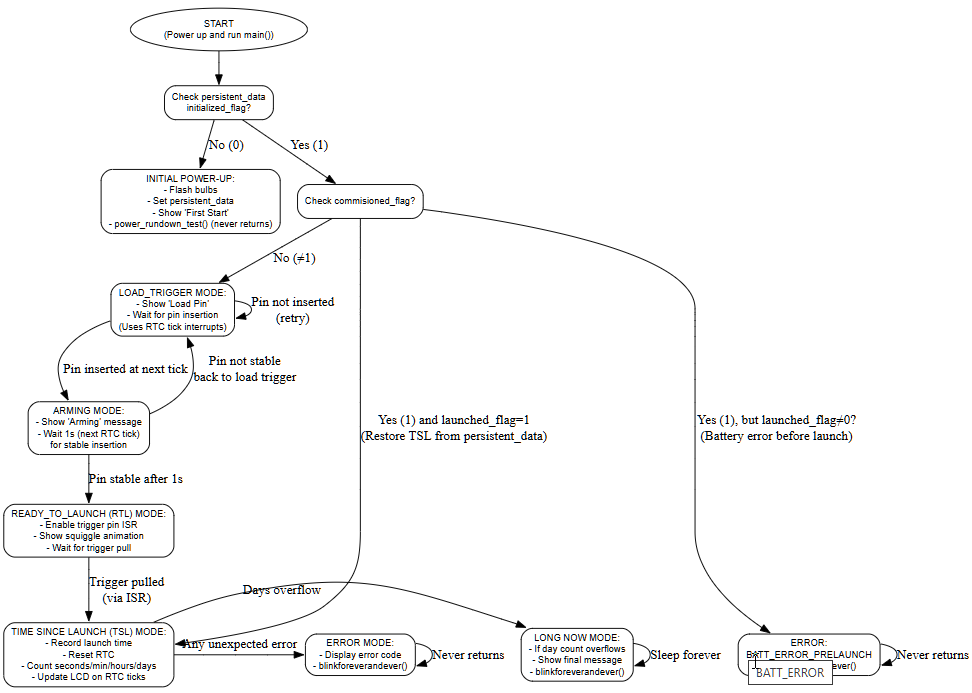 START
(Power up and run main())
Check persistent_data
initialized_flag?
No (0)
Yes (1)
INITIAL POWER-UP:
- Flash bulbs
- Set persistent_data
- Show 'First Start'
- power_rundown_test() (never returns)
Check commisioned_flag?
No (≠1)
LOAD_TRIGGER MODE:
- Show 'Load Pin'
- Wait for pin insertion
(Uses RTC tick interrupts)
Pin not inserted
(retry)
Pin inserted at next tick
Pin not stable
back to load trigger
ARMING MODE:
- Show 'Arming' message
- Wait 1s (next RTC tick)
for stable insertion
Yes (1) and launched_flag=1
(Restore TSL from persistent_data)
Yes (1), but launched_flag≠0?
(Battery error before launch)
Pin stable after 1s
READY_TO_LAUNCH (RTL) MODE:
- Enable trigger pin ISR
- Show squiggle animation
- Wait for trigger pull
Trigger pulled
(via ISR)
Days overflow
TIME SINCE LAUNCH (TSL) MODE:
- Record launch time
- Reset RTC
- Count seconds/min/hours/days
- Update LCD on RTC ticks
Any unexpected error
ERROR MODE:
- Display error code
- blinkforeverandever()
Never returns
LONG NOW MODE:
- If day count overflows
- Show final message
- blinkforeverandever()
Sleep forever
ERROR:
BATT_ERROR_PRELAUNCH
ever()
Never returns
BATT_ERROR